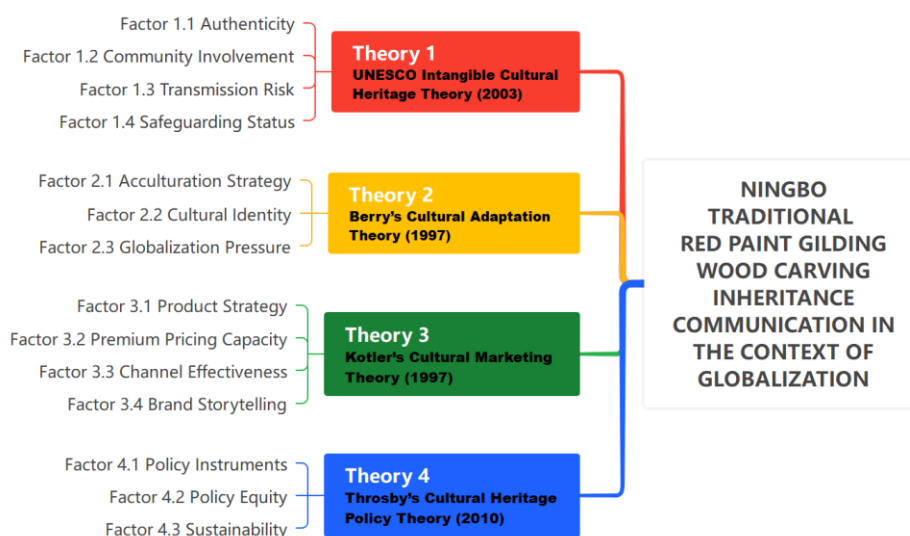 Factor 1.1 Authenticity
Factor 1.2 Community Involvement
Factor 1.3 Transmission Risk
Factor 1.4 Safeguarding Status
Theory 1
UNESCO Intangible Cultural
Heritage Theory (2003)
Factor 2.1 Acculturation Strategy
Factor 2.2 Cultural Identity
Factor 2.3 Globalization Pressure
Theory 2
Berry's Cultural Adaptation
Theory (1997)
Factor 3.1 Product Strategy
Factor 3.2 Premium Pricing Capacity
Factor 3.3 Channel Effectiveness
Factor 3.4 Brand Storytelling
Theory 3
Kotler's Cultural Marketing
Theory (1997)
Factor 4.1 Policy Instruments
Factor 4.2 Policy Equity
Factor 4.3 Sustainability
Theory 4
Throsby's Cultural Heritage
Policy Theory (2010)
NINGBO
TRADITIONAL
RED PAINT GILDING
WOOD CARVING
INHERITANCE
COMMUNICATION IN
THE CONTEXT OF
GLOBALIZATION